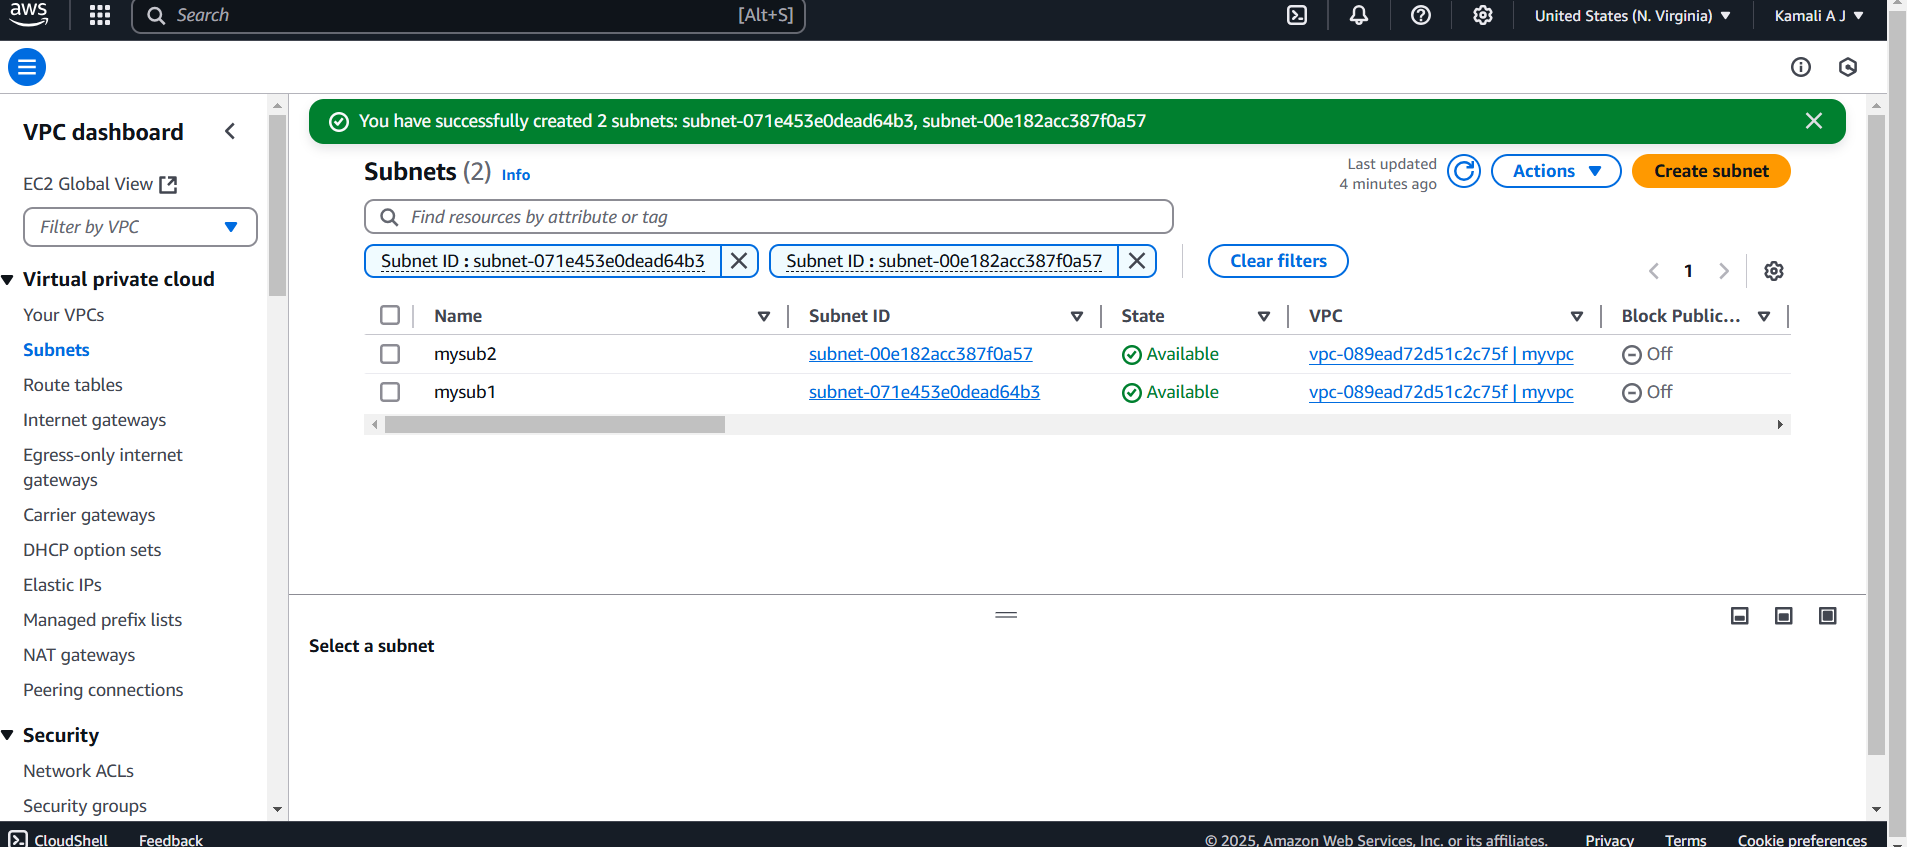 aws
Search
[Alt+S]
United States (N. Virginia)
Kamali A J
VPC dashboard
EC2 Global View
Filter by VPC
Virtual private cloud
Your VPCs
Subnets
Route tables
Internet gateways
Egress-only internet
gateways
Carrier gateways
DHCP option sets
Elastic IPs
Managed prefix lists
NAT gateways
Peering connections
Security
Network ACLs
Security groups
You have successfully created 2 subnets: subnet-071e453e0dead64b3, subnet-00e182acc387f0a57
Subnets (2) Info
Last updated
4 minutes ago
Actions
Create subnet
Find resources by attribute or tag
Subnet ID : subnet-071e453e0dead64b3
Subnet ID : subnet-00e182acc387f0a57
Clear filters
1
Name Subnet ID State VPC Block Public...
mysub2 subnet-00e182acc387f0a57 Available vpc-089ead72d51c2c75f | myvpc Off
mysub1 subnet-071e453e0dead64b3 Available vpc-089ead72d51c2c75f | myvpc Off
Select a subnet
CloudShell Feedback © 2025, Amazon Web Services, Inc. or its affiliates. Privacy Terms Cookie preferences